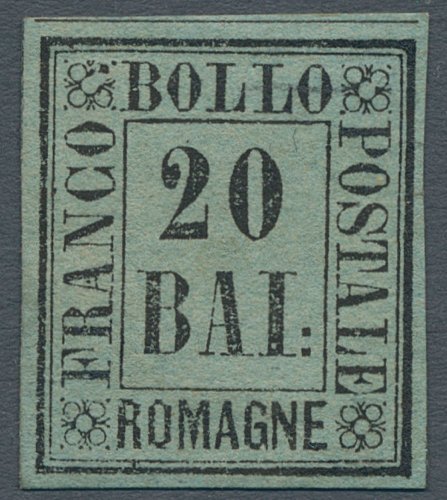 FRANCO
BOLLO
POSTALE
20
BAI:
ROMAGNE